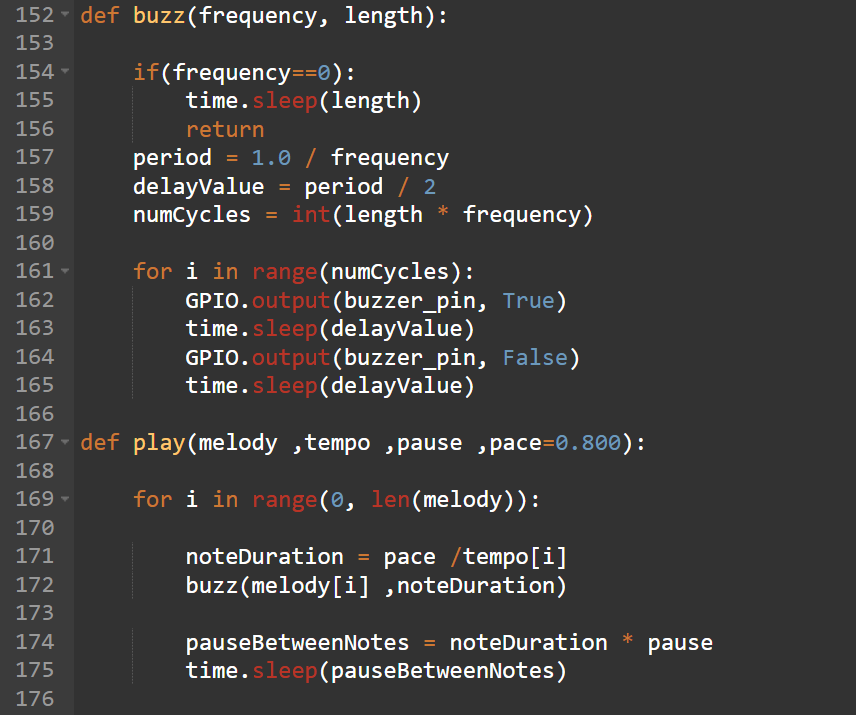 152 def buzz(frequency, length):
153
154     if(frequency==0):
155         time.sleep(length)
156         return
157     period = 1.0 / frequency
158     delayValue = period / 2
159     numCycles = int(length * frequency)
160
161     for i in range(numCycles):
162         GPIO.output(buzzer_pin, True)
163         time.sleep(delayValue)
164         GPIO.output(buzzer_pin, False)
165         time.sleep(delayValue)
166
167 def play(melody ,tempo ,pause ,pace=0.800):
168
169     for i in range(0, len(melody)):
170
171         noteDuration = pace /tempo[i]
172         buzz(melody[i] ,noteDuration)
173
174         pauseBetweenNotes = noteDuration * pause
175         time.sleep(pauseBetweenNotes)
176